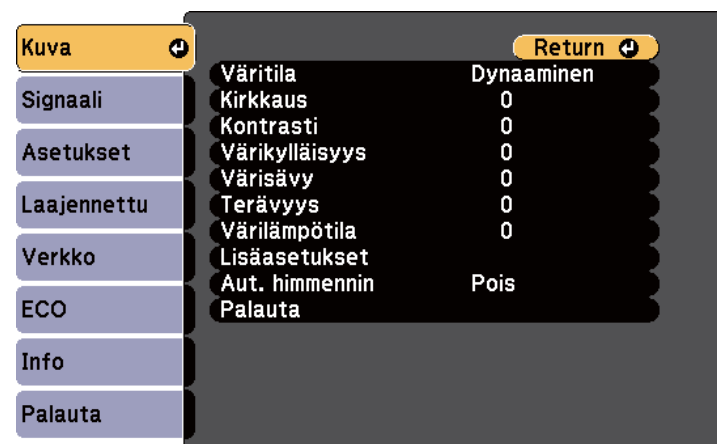 Kuva
Signaali
Asetukset
Laajennettu
Verkko
ECO
Info
Palauta
Return
Väritila Dynaaminen
Kirkkaus 0
Kontrasti 0
Värikylläisyys 0
Värisävy 0
Terävyys 0
Värilämpötila 0
Lisäasetukset
Aut. himmennin Pois
Palauta